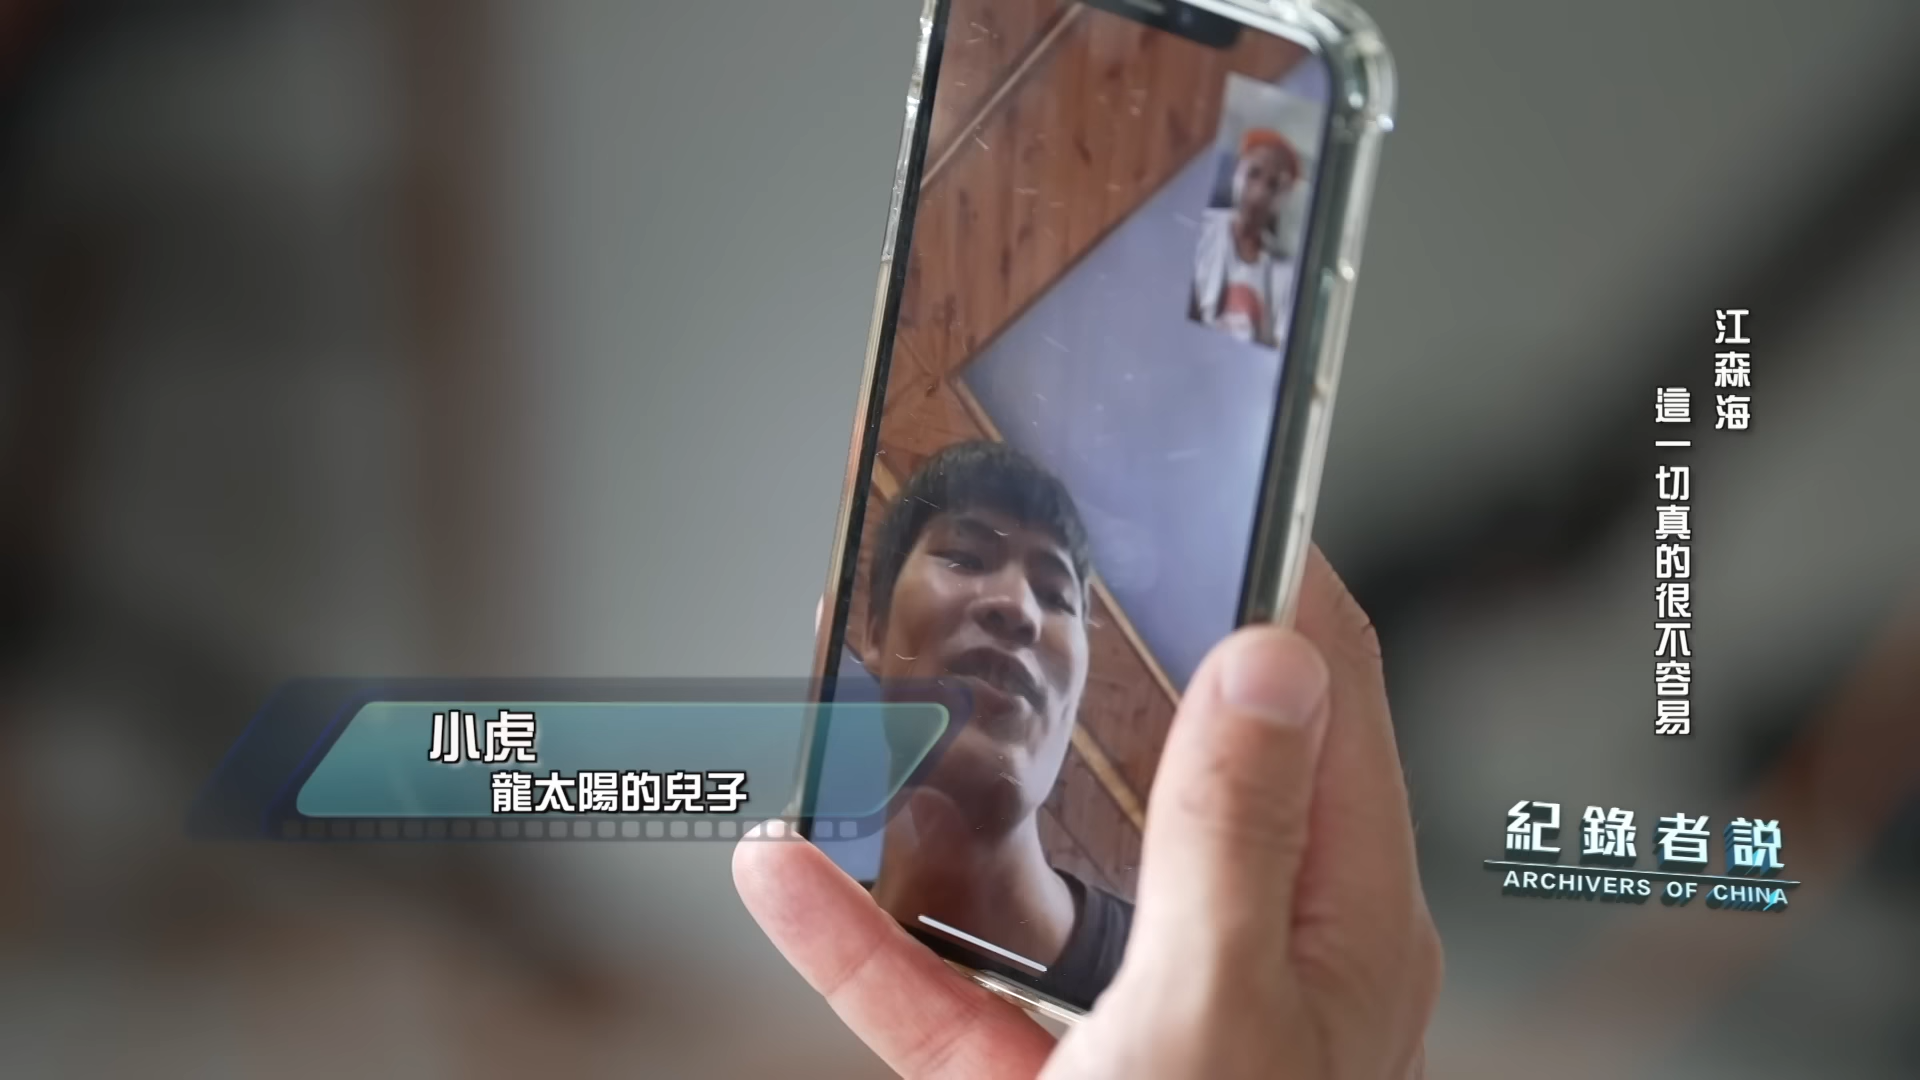 江森海
這一切真的很不容易
小虎
龍太陽的兒子
紀錄者説
ARCHIVERS OF CHINA